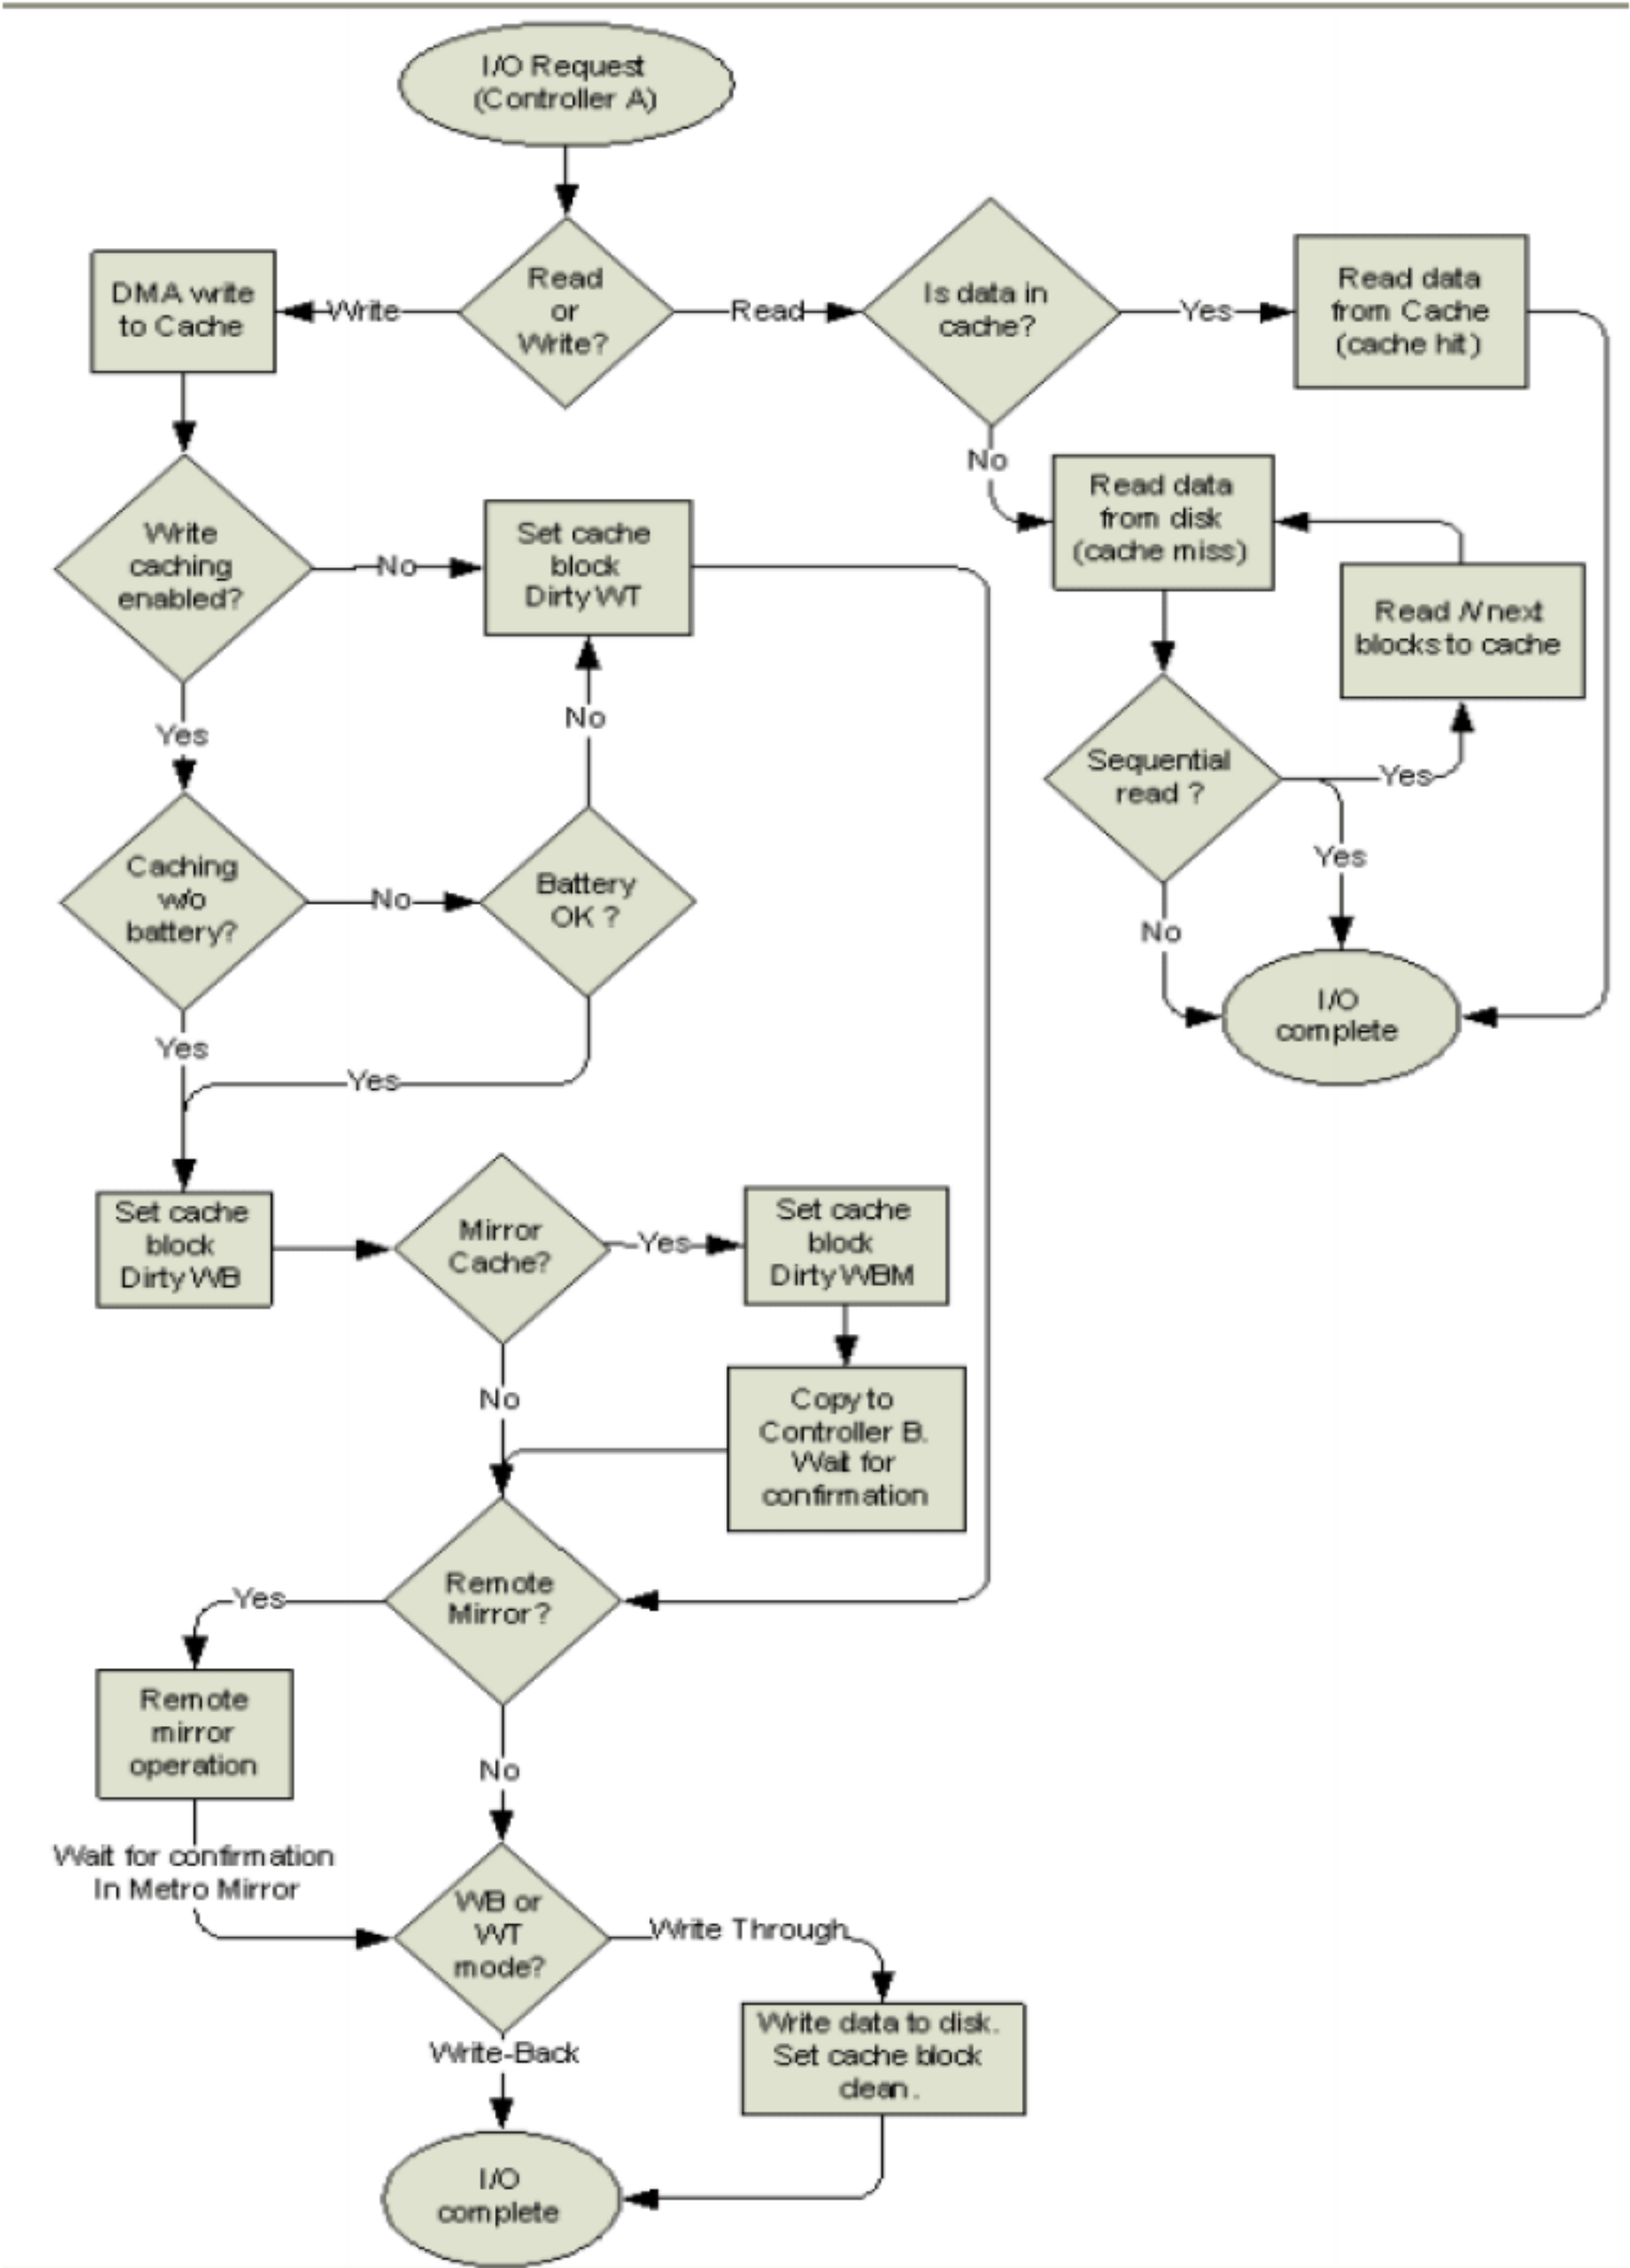 I/O Request
(Controller A)
Read
or
Write?
Write
Read
DMA write
to Cache
Is data in
cache?
Yes
Read data
from Cache
(cache hit)
No
Read data
from disk
(cache miss)
Read N next
blocks to cache
Sequential
read ?
Yes
Yes
No
I/O
complete
Write
caching
enabled?
No
Set cache
block
Dirty WT
Yes
No
Caching
w/o
battery?
No
Battery
OK ?
Yes
Yes
Set cache
block
Dirty WB
Mirror
Cache?
Yes
Set cache
block
Dirty WBM
No
Copy to
Controller B.
Wait for
confirmation
Remote
Mirror?
Yes
Remote
mirror
operation
No
Wait for confirmation
In Metro Mirror
WB or
WT
mode?
Write Through
Write data to disk.
Set cache block
clean.
Write-Back
I/O
complete